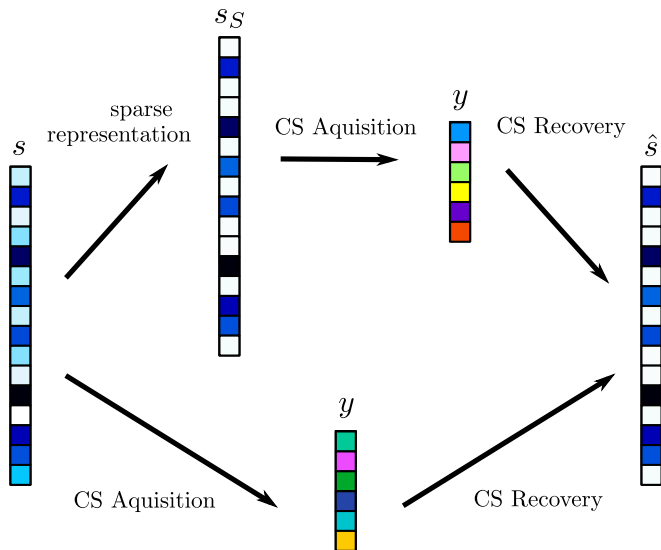 s_S
sparse
representation
CS Aquisition
y
CS Recovery
s
ŝ
y
CS Aquisition
CS Recovery